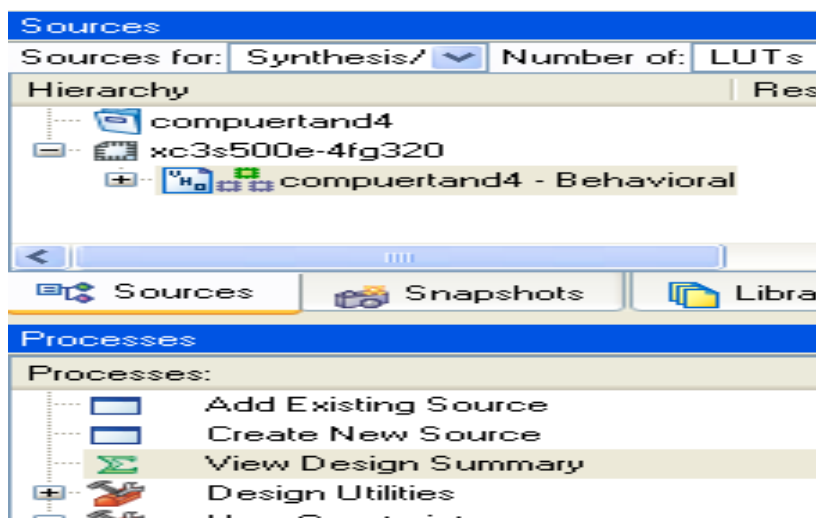 Sources
Sources for: Synthesis/ Number of: LUTs
Hierarchy Res
compuertand4
xc3s500e-4fg320
compuertand4 - Behavioral
Sources Snapshots Libra
Processes
Processes:
Add Existing Source
Create New Source
View Design Summary
Design Utilities